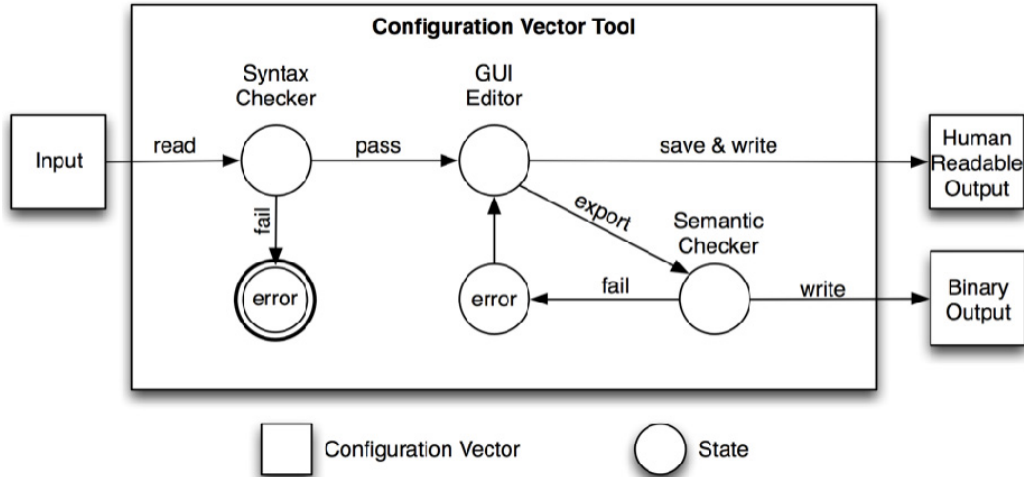 Configuration Vector Tool
Syntax
Checker
GUI
Editor
Input
read
pass
save & write
Human
Readable
Output
fail
export
Semantic
Checker
error
error
fail
write
Binary
Output
Configuration Vector
State